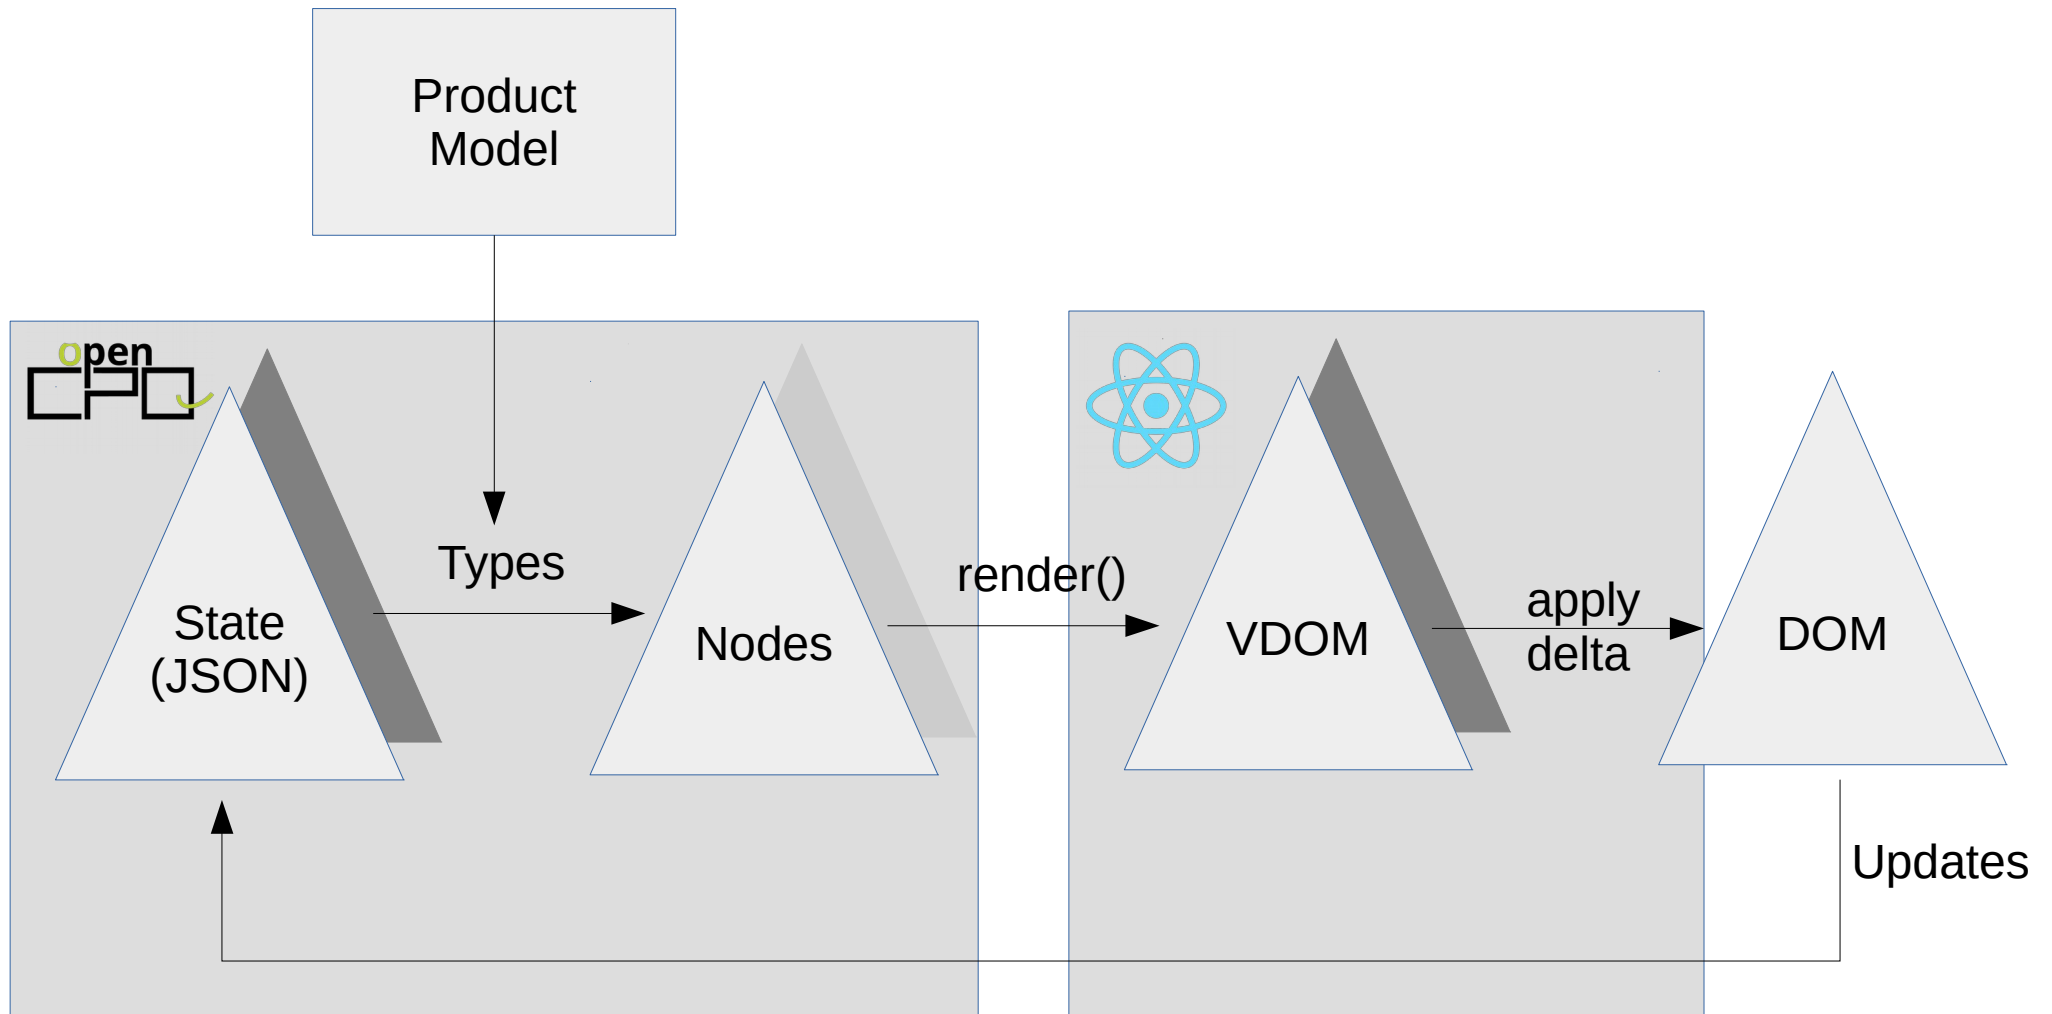 Product
Model
open
CPQ
Types
State
(JSON)
Nodes
render()
VDOM
apply
delta
DOM
Updates